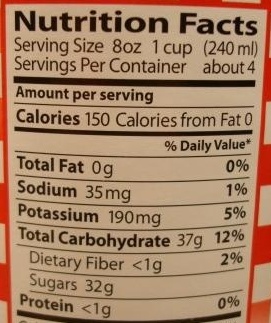 Nutrition Facts
Serving Size 8oz 1 cup (240 ml)
Servings Per Container about 4
Amount per serving
Calories 150 Calories from Fat 0
% Daily Value*
Total Fat 0g 0%
Sodium 35mg 1%
Potassium 190mg 5%
Total Carbohydrate 37g 12%
Dietary Fiber <1g 2%
Sugars 32g
Protein <1g 0%